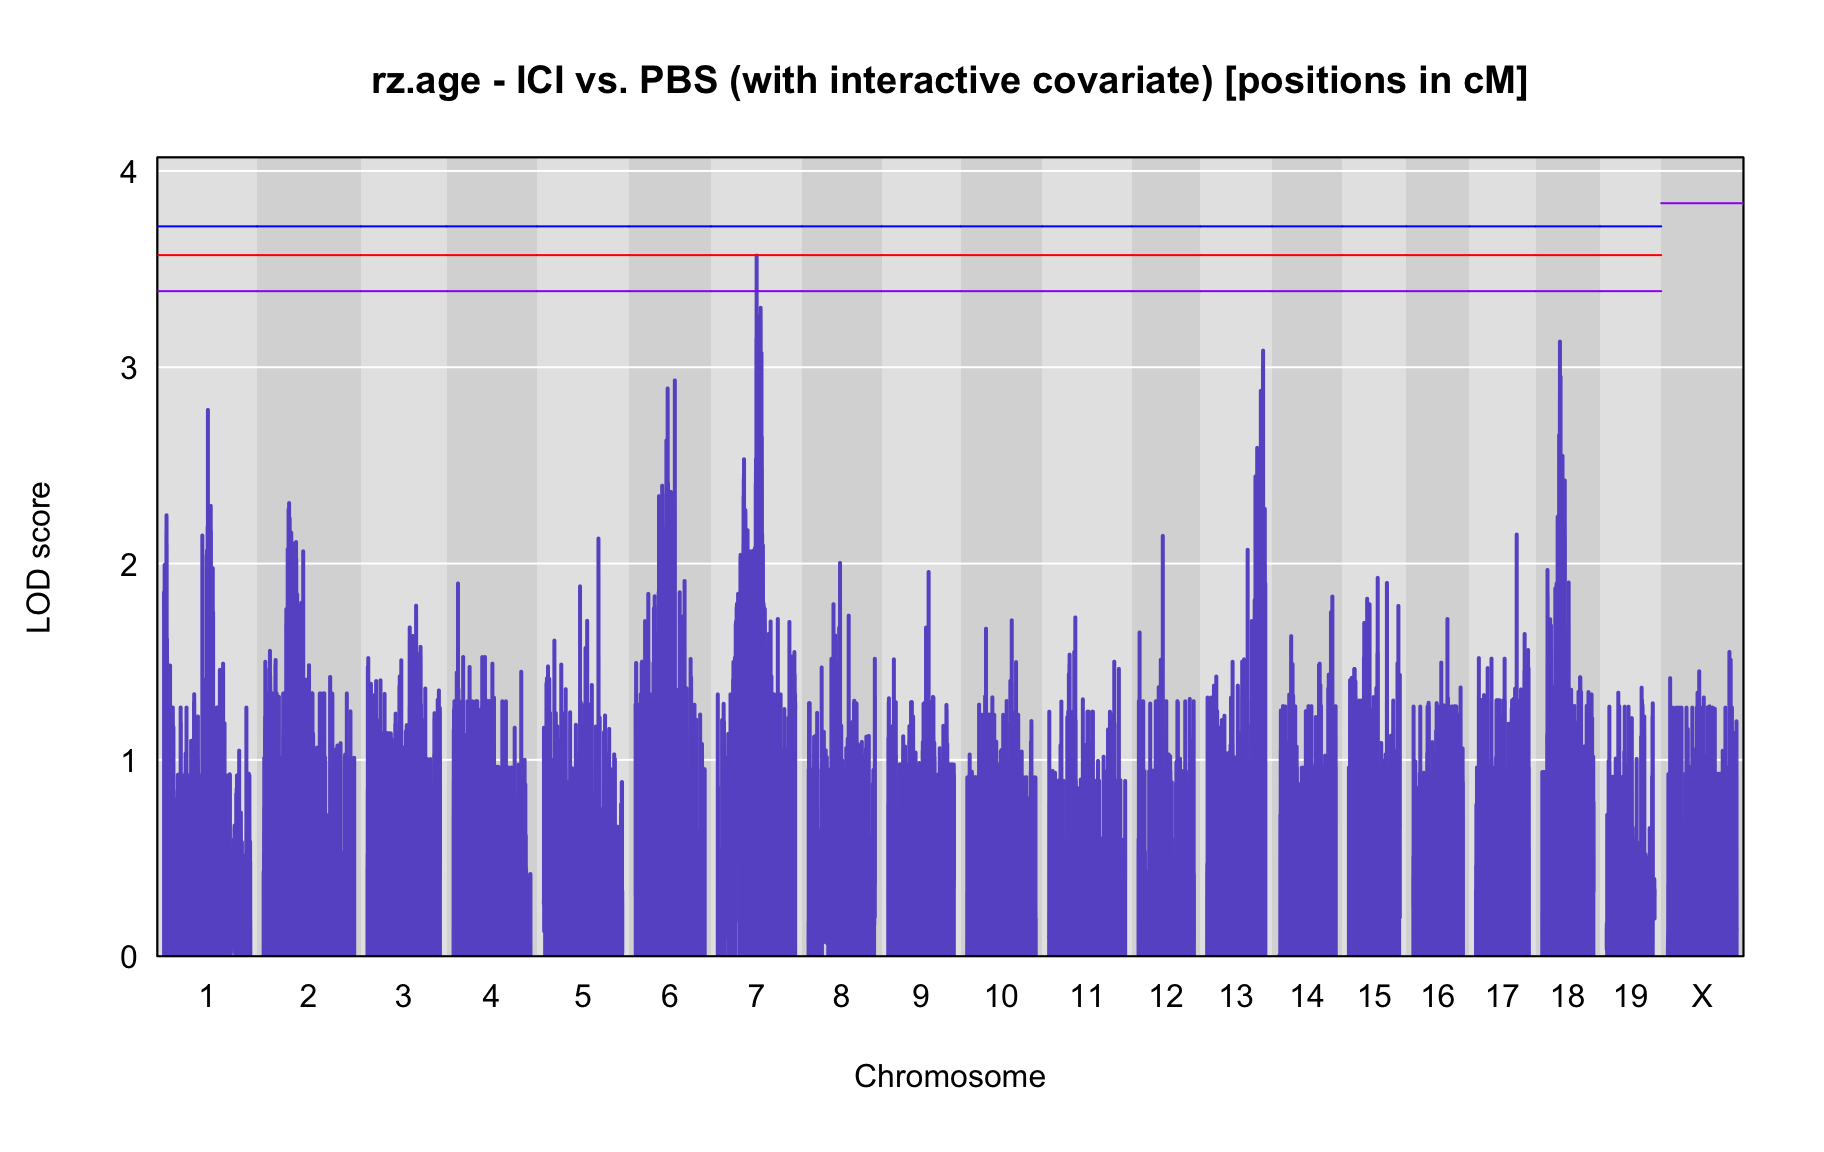 rz.age - ICI vs. PBS (with interactive covariate) [positions in cM]
4
3
2
1
0
LOD score
1 2 3 4 5 6 7 8 9 10 11 12 13 14 15 16 17 18 19 X
Chromosome